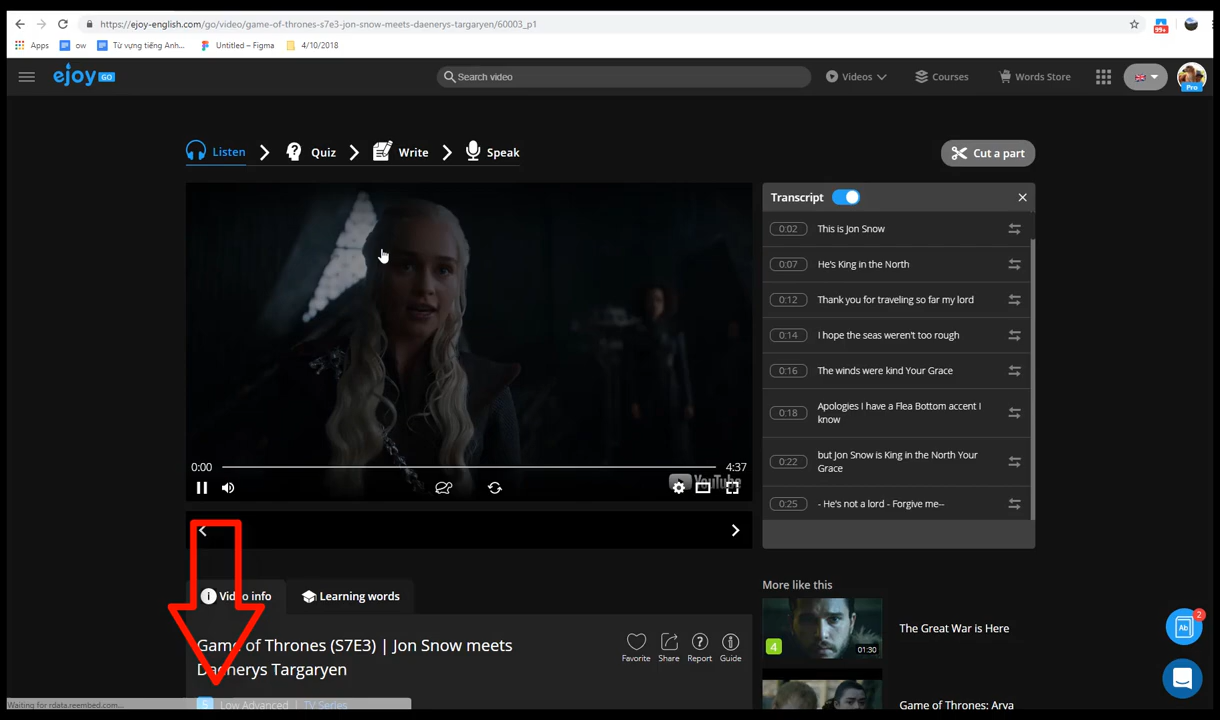 https://ejoy-english.com/go/video/game-of-thrones-s7e3-jon-snow-meets-daenerys-targaryen/60003_p1
99+
Apps ow Từ vựng tiếng Anh... Untitled – Figma 4/10/2018
ejoy GO
Search video
Videos
Courses
Words Store
Pro
Listen
Quiz
Write
Speak
Cut a part
Transcript
0:02 This is Jon Snow
0:07 He's King in the North
0:12 Thank you for traveling so far my lord
0:14 I hope the seas weren't too rough
0:16 The winds were kind Your Grace
0:18 Apologies I have a Flea Bottom accent I
know
0:22 but Jon Snow is King in the North Your
Grace
0:25 - He's not a lord - Forgive me--
0:00
4:37
YouTube
Video info
Learning words
Game of Thrones (S7E3) | Jon Snow meets
Daenerys Targaryen
Favorite
Share
Report
Guide
5 Low Advanced | TV Series
More like this
4
01:30
The Great War is Here
Game of Thrones: Arya
Ab
2
Waiting for rdata.reembed.com...